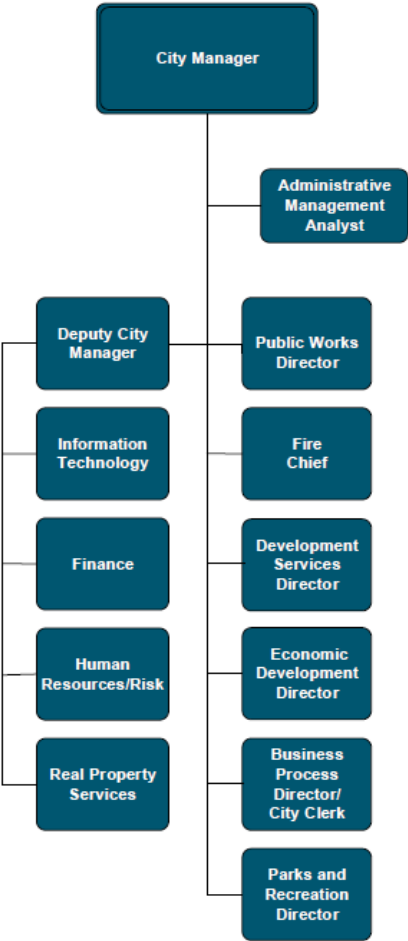 City Manager
Administrative
Management
Analyst
Deputy City
Manager
Public Works
Director
Information
Technology
Fire
Chief
Finance
Development
Services
Director
Human
Resources/Risk
Economic
Development
Director
Real Property
Services
Business
Process
Director/
City Clerk
Parks and
Recreation
Director